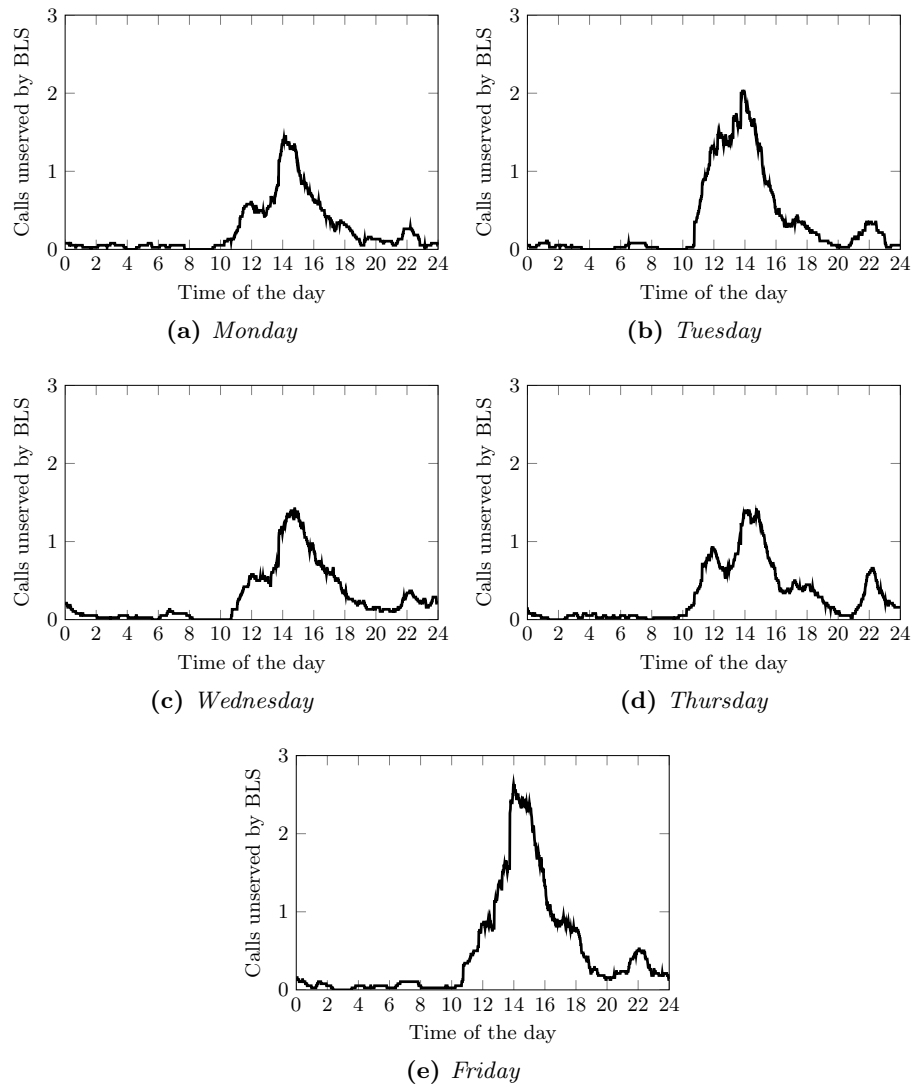 Calls unserved by BLS
3
2
1
0
0 2 4 6 8 10 12 14 16 18 20 22 24
Time of the day
(a) Monday
Calls unserved by BLS
3
2
1
0
0 2 4 6 8 10 12 14 16 18 20 22 24
Time of the day
(b) Tuesday
Calls unserved by BLS
3
2
1
0
0 2 4 6 8 10 12 14 16 18 20 22 24
Time of the day
(c) Wednesday
Calls unserved by BLS
3
2
1
0
0 2 4 6 8 10 12 14 16 18 20 22 24
Time of the day
(d) Thursday
Calls unserved by BLS
3
2
1
0
0 2 4 6 8 10 12 14 16 18 20 22 24
Time of the day
(e) Friday